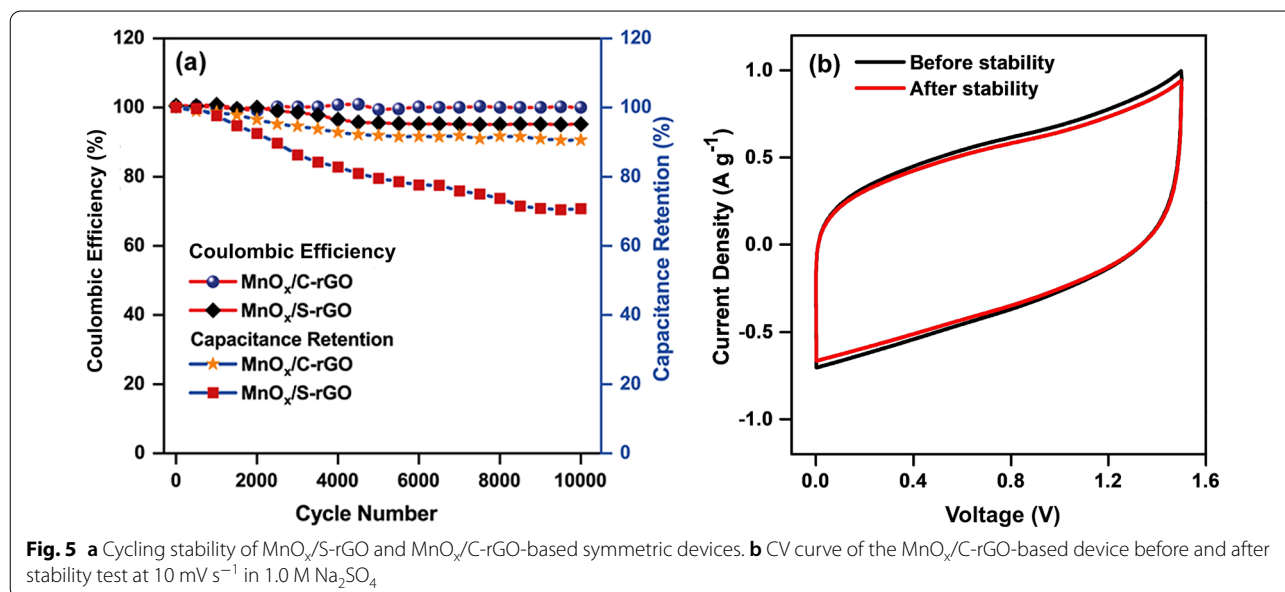 (a)
120
100
80
60
40
20
0
Coulombic Efficiency (%)
120
100
80
60
40
20
0
Capacitance Retention (%)
Coulombic Efficiency
MnOₓ/C-rGO
MnOₓ/S-rGO
Capacitance Retention
MnOₓ/C-rGO
MnOₓ/S-rGO
0 2000 4000 6000 8000 10000
Cycle Number
(b)
Before stability
After stability
1.0
0.5
0.0
-0.5
-1.0
Current Density (A g⁻¹)
0.0 0.4 0.8 1.2 1.6
Voltage (V)
Fig. 5 a Cycling stability of MnOₓ/S-rGO and MnOₓ/C-rGO-based symmetric devices. b CV curve of the MnOₓ/C-rGO-based device before and after
stability test at 10 mV s⁻¹ in 1.0 M Na₂SO₄